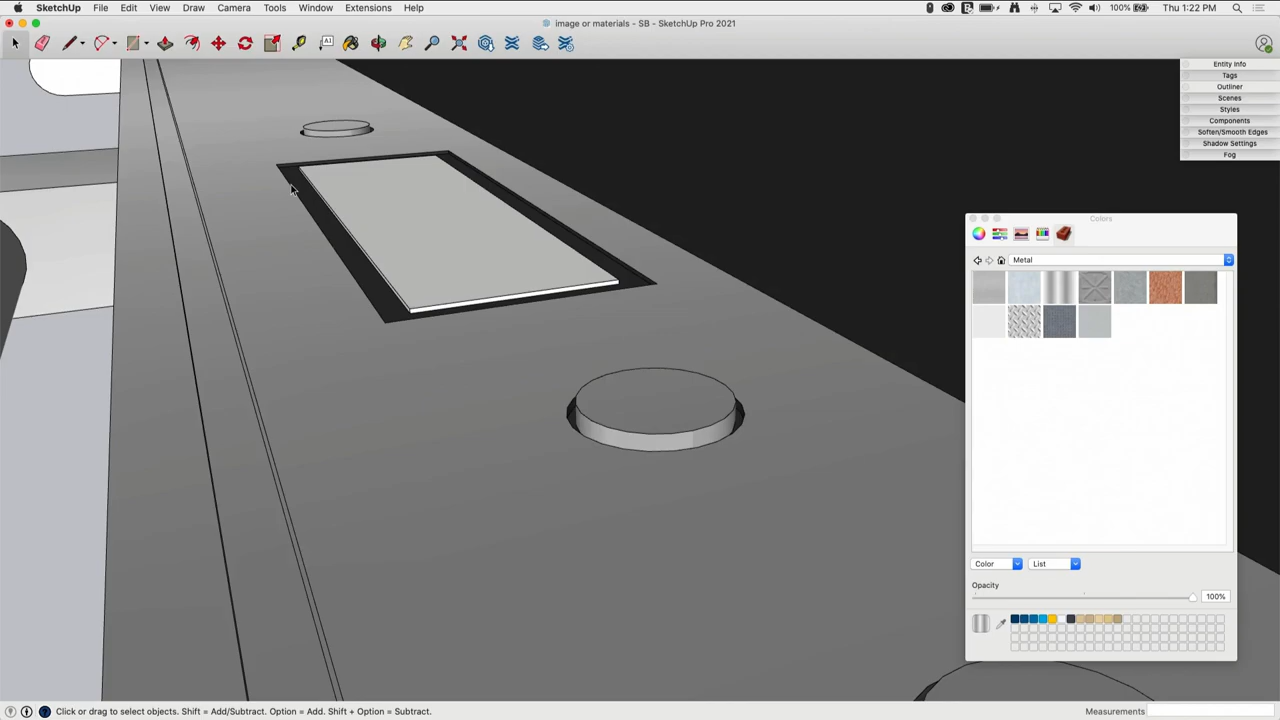 SketchUp File Edit View Draw Camera Tools Window Extensions Help 100% Thu 1:22 PM
image or materials - SB - SketchUp Pro 2021
A1
Entity Info
Tags
Outliner
Scenes
Styles
Components
Soften/Smooth Edges
Shadow Settings
Fog
Colors
Metal
Color List
Opacity
100%
Click or drag to select objects. Shift = Add/Subtract. Option = Add. Shift + Option = Subtract. Measurements